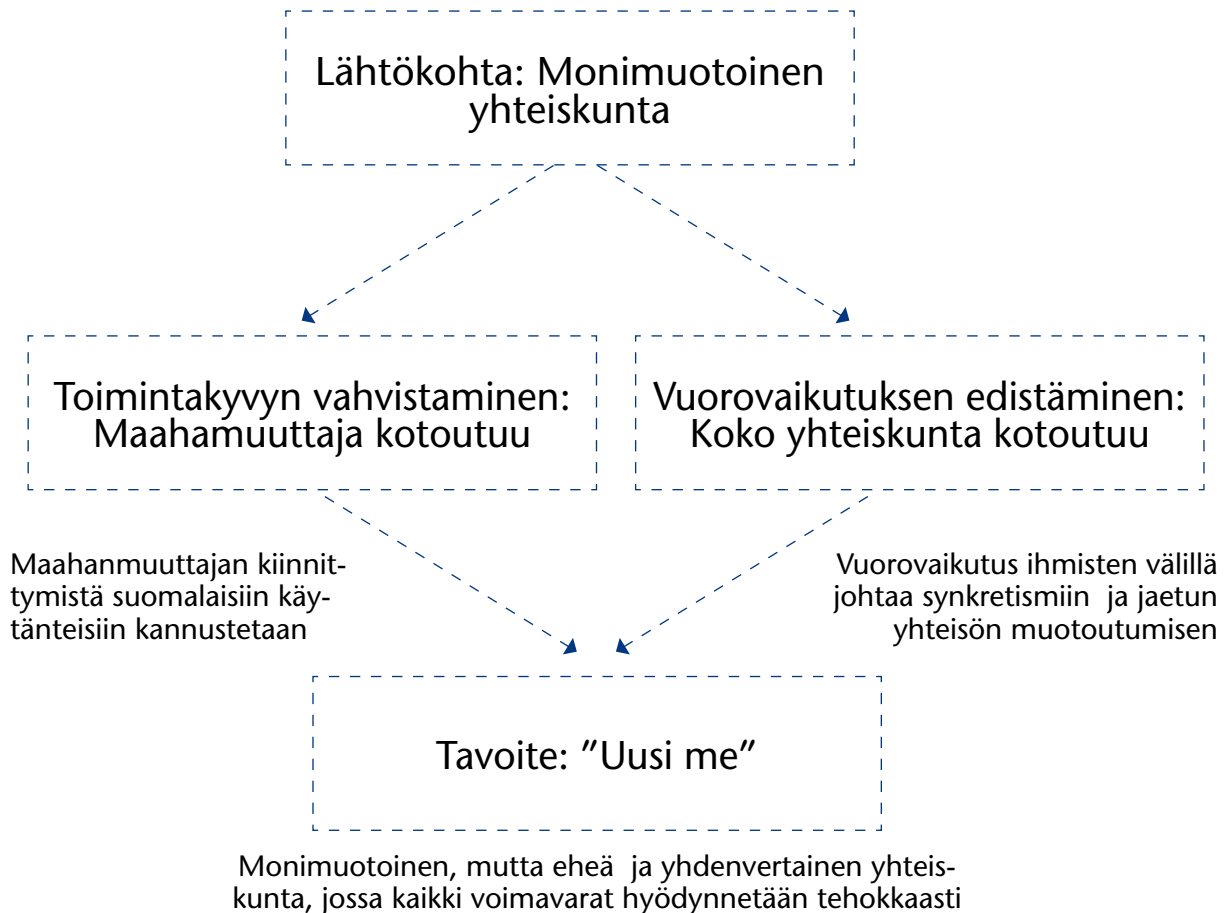 Lähtökohta: Monimuotoinen
yhteiskunta
Toimintakyvyn vahvistaminen:
Maahamuuttaja kotoutuu
Vuorovaikutuksen edistäminen:
Koko yhteiskunta kotoutuu
Maahanmuuttajan kiinnit-
tymistä suomalaisiin käy-
tänteisiin kannustetaan
Vuorovaikutus ihmisten välillä
johtaa synkretismiin ja jaetun
yhteisön muotoutumisen
Tavoite: ”Uusi me”
Monimuotoinen, mutta eheä ja yhdenvertainen yhteis-
kunta, jossa kaikki voimavarat hyödynnetään tehokkaasti